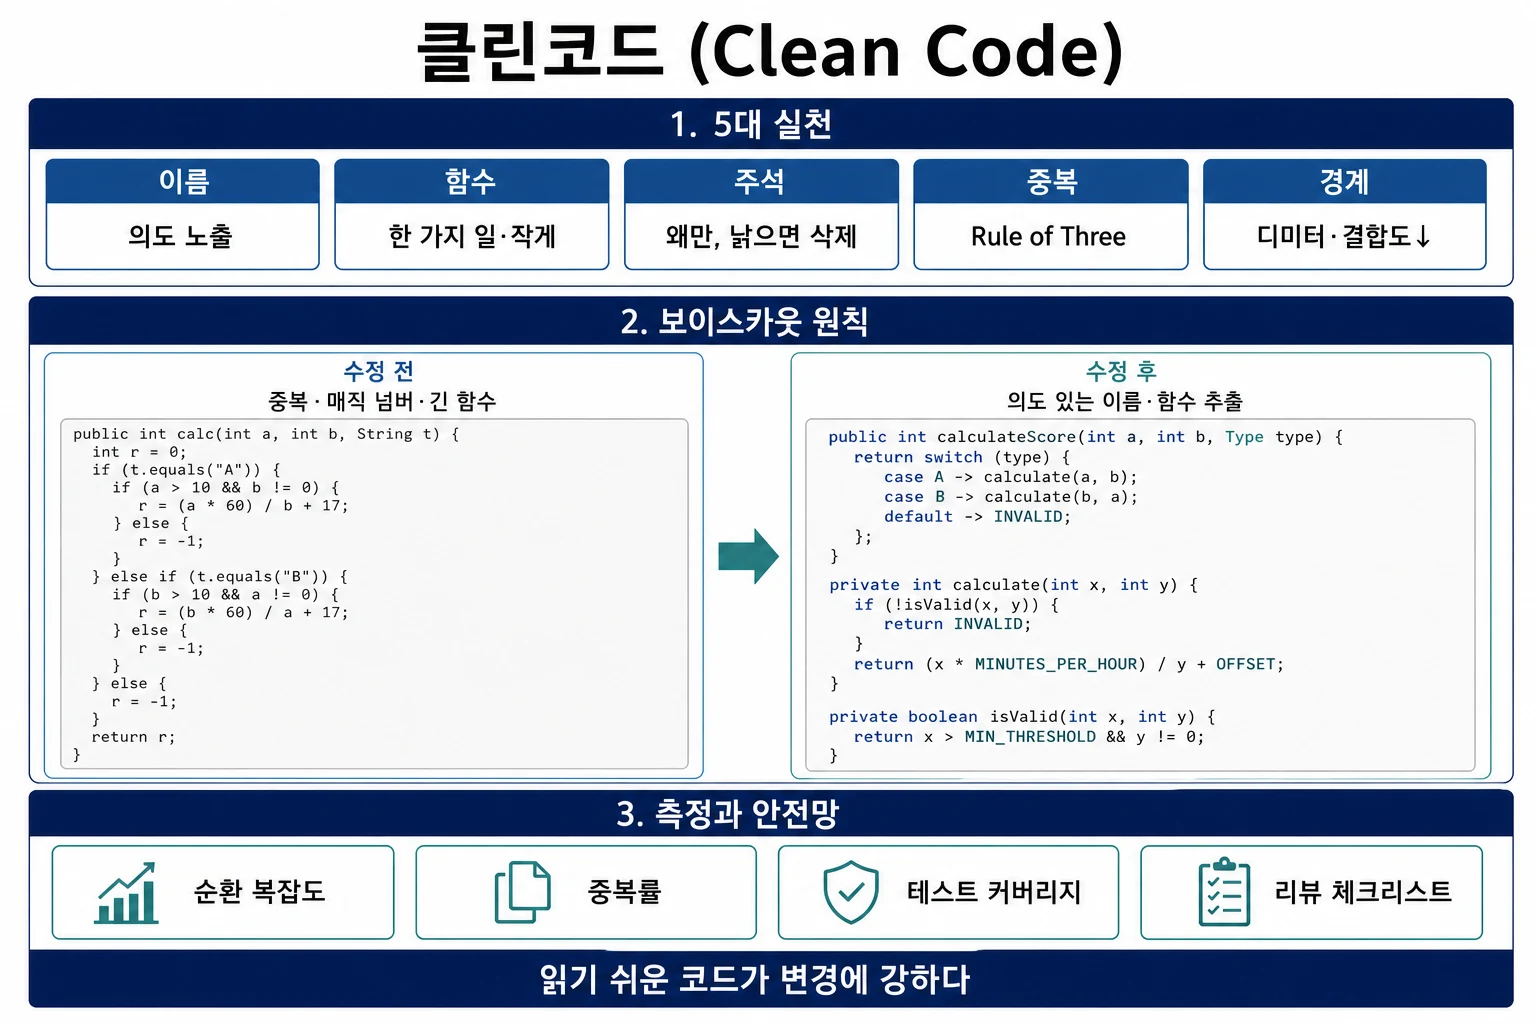 클린코드 (Clean Code)
1. 5대 실천
이름
의도 노출
함수
한 가지 일·작게
주석
왜만, 낡으면 삭제
중복
Rule of Three
경계
디미터·결합도↓
2. 보이스카웃 원칙
수정 전
중복·매직 넘버·긴 함수
public int calc(int a, int b, String t) {
int r = 0;
if (t.equals("A")) {
if (a > 10 && b != 0) {
r = (a * 60) / b + 17;
} else {
r = -1;
}
} else if (t.equals("B")) {
if (b > 10 && a != 0) {
r = (b * 60) / a + 17;
} else {
r = -1;
}
} else {
r = -1;
}
return r;
}
수정 후
의도 있는 이름·함수 추출
public int calculateScore(int a, int b, Type type) {
return switch (type) {
case A -> calculate(a, b);
case B -> calculate(b, a);
default -> INVALID;
};
}
private int calculate(int x, int y) {
if (!isValid(x, y)) {
return INVALID;
}
return (x * MINUTES_PER_HOUR) / y + OFFSET;
}
private boolean isValid(int x, int y) {
return x > MIN_THRESHOLD && y != 0;
}
3. 측정과 안전망
순환 복잡도
중복률
테스트 커버리지
리뷰 체크리스트
읽기 쉬운 코드가 변경에 강하다